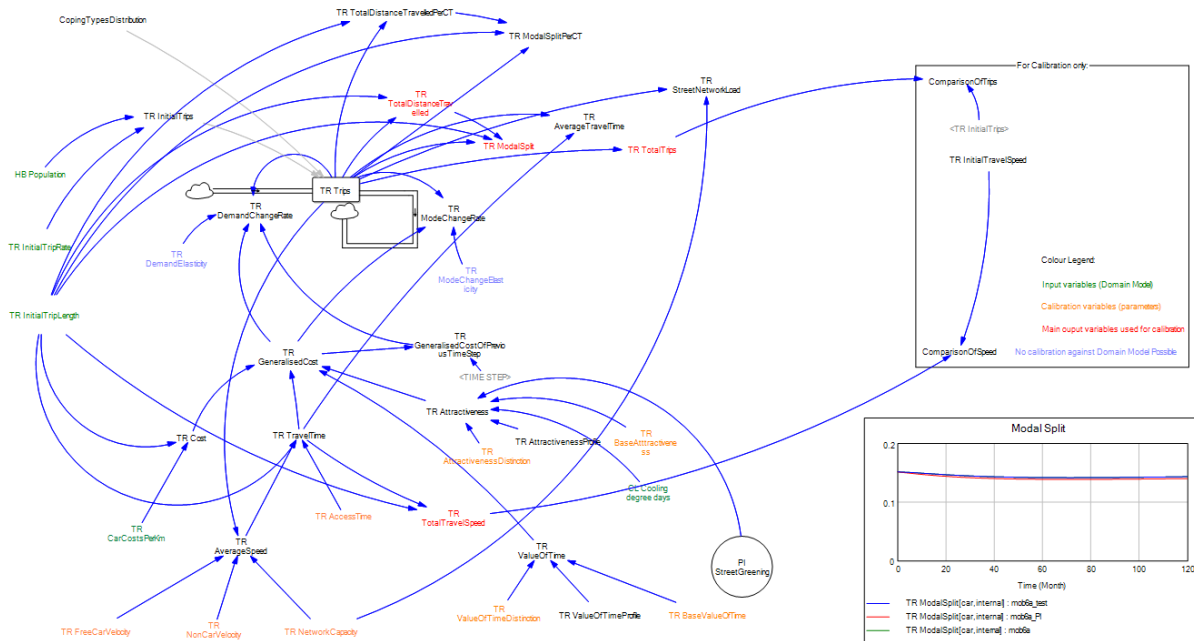 CopingTypesDistribution
TR TotalDistanceTravelledPerCT
TR ModalSplitPerCT
For Calibration only:
TR
StreetNetworkLoad
ComparisonOfTrips
TR
TotalDistanceTrav
elled
TR InitialTrips
TR
AverageTravelTime
<TR InitialTrips>
TR ModalSplit
TR TotalTrips
TR InitialTravelSpeed
HB Population
TR Trips
TR
DemandChangeRate
TR
ModeChangeRate
TR InitialTripRate
TR
DemandElasticity
TR
ModeChangeElast
icity
Colour Legend:
Input variables (Domain Model)
Calibration variables (parameters)
Main ouput variables used for calibration
No calibration against Domain Model Possible
TR InitialTripLength
TR
GeneralisedCost
TR
GeneralisedCostOfPrevio
usTimeStep
ComparisonOfSpeed
<TIME STEP>
TR Attractiveness
TR Cost
TR TravelTime
TR
AttractivenessDistinction
TR AttractivenessProfile
TR
BaseAtttractivene
ss
CL Cooling
degree days
TR
CarCostsPerKm
TR AccessTime
TR
TotalTravelSpeed
TR
AverageSpeed
TR
ValueOfTime
PI
StreetGreening
TR FreeCarVelocity
TR
NonCarVelocity
TR NetworkCapacity
TR
ValueOfTimeDistinction
TR ValueOfTimeProfile
TR BaseValueOfTime
Modal Split
0.2
0.1
0
0 20 40 60 80 100 120
Time (Month)
TR ModalSplit[car,internal] : mob6a_test
TR ModalSplit[car,internal] : mob6a_PI
TR ModalSplit[car,internal] : mob6a